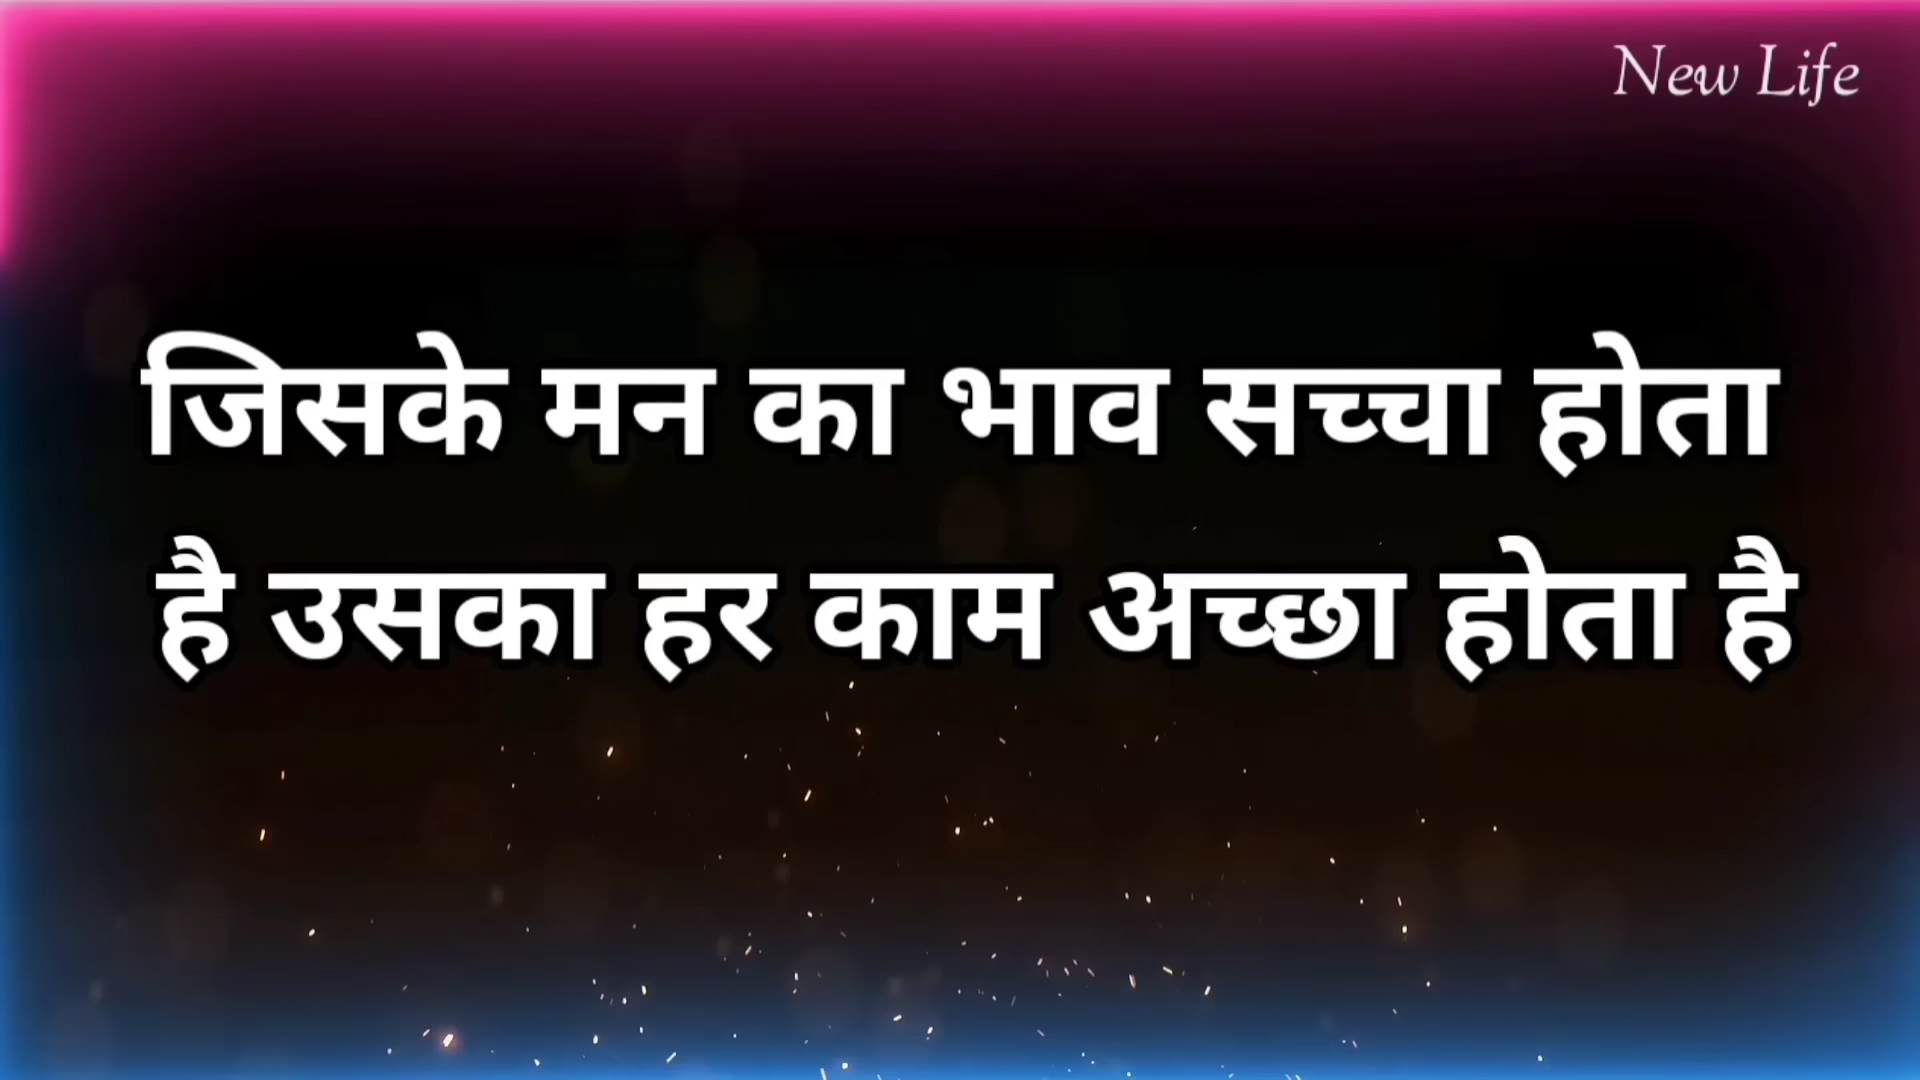 New Life
जिसके मन का भाव सच्चा होता
है उसका हर काम अच्छा होता है